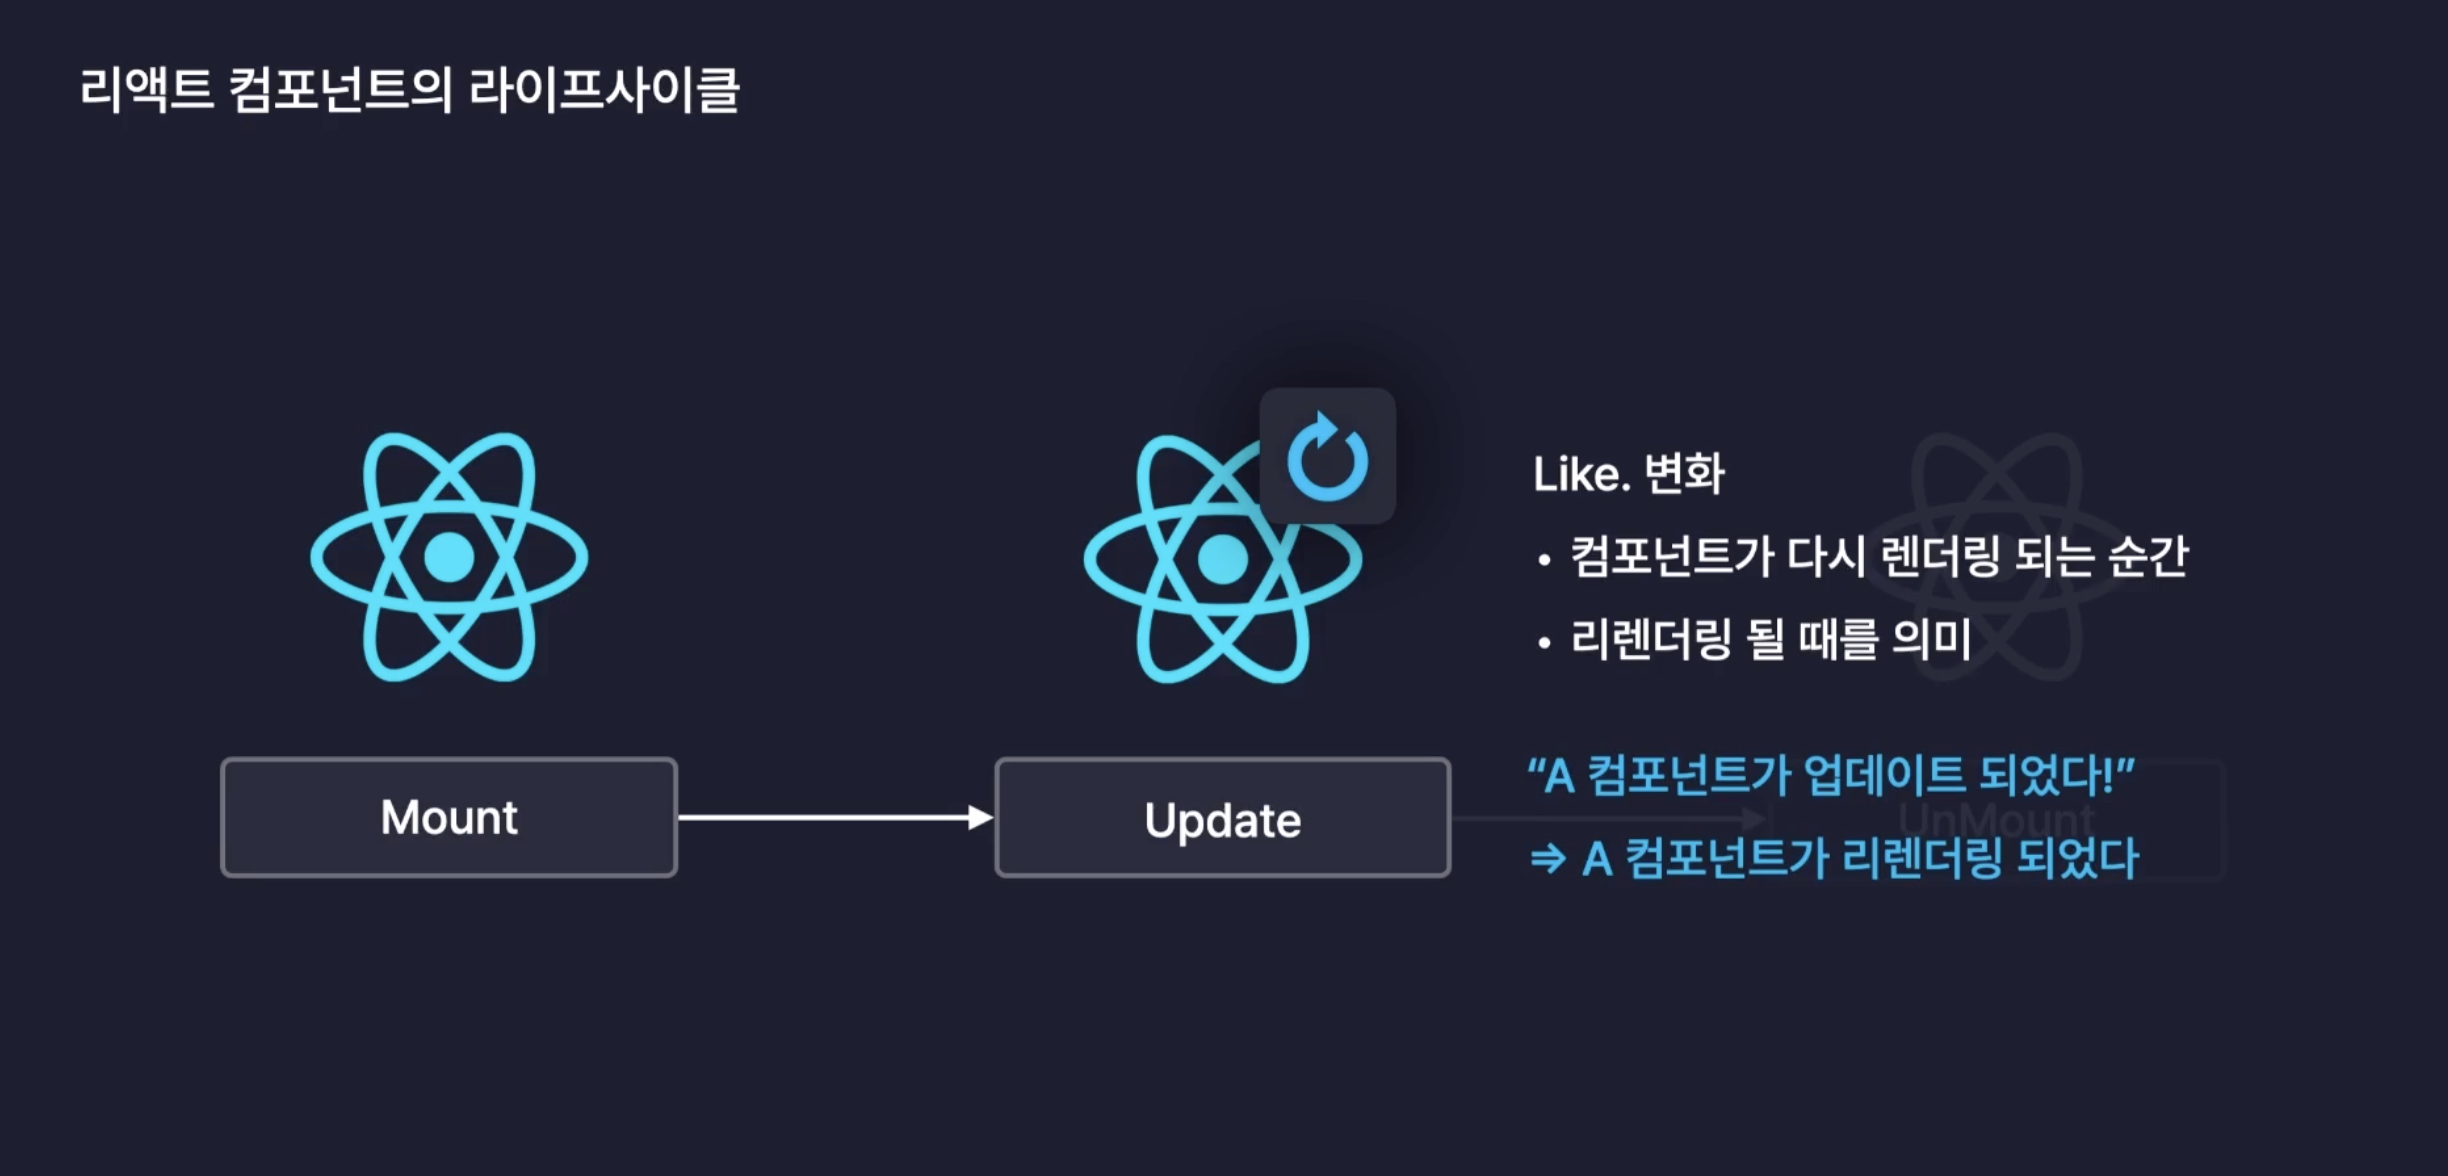 리액트 컴포넌트의 라이프사이클
Like. 변화
• 컴포넌트가 다시 렌더링 되는 순간
• 리렌더링 될 때를 의미
“A 컴포넌트가 업데이트 되었다!”
⇒ A 컴포넌트가 리렌더링 되었다
Mount
Update
UnMount